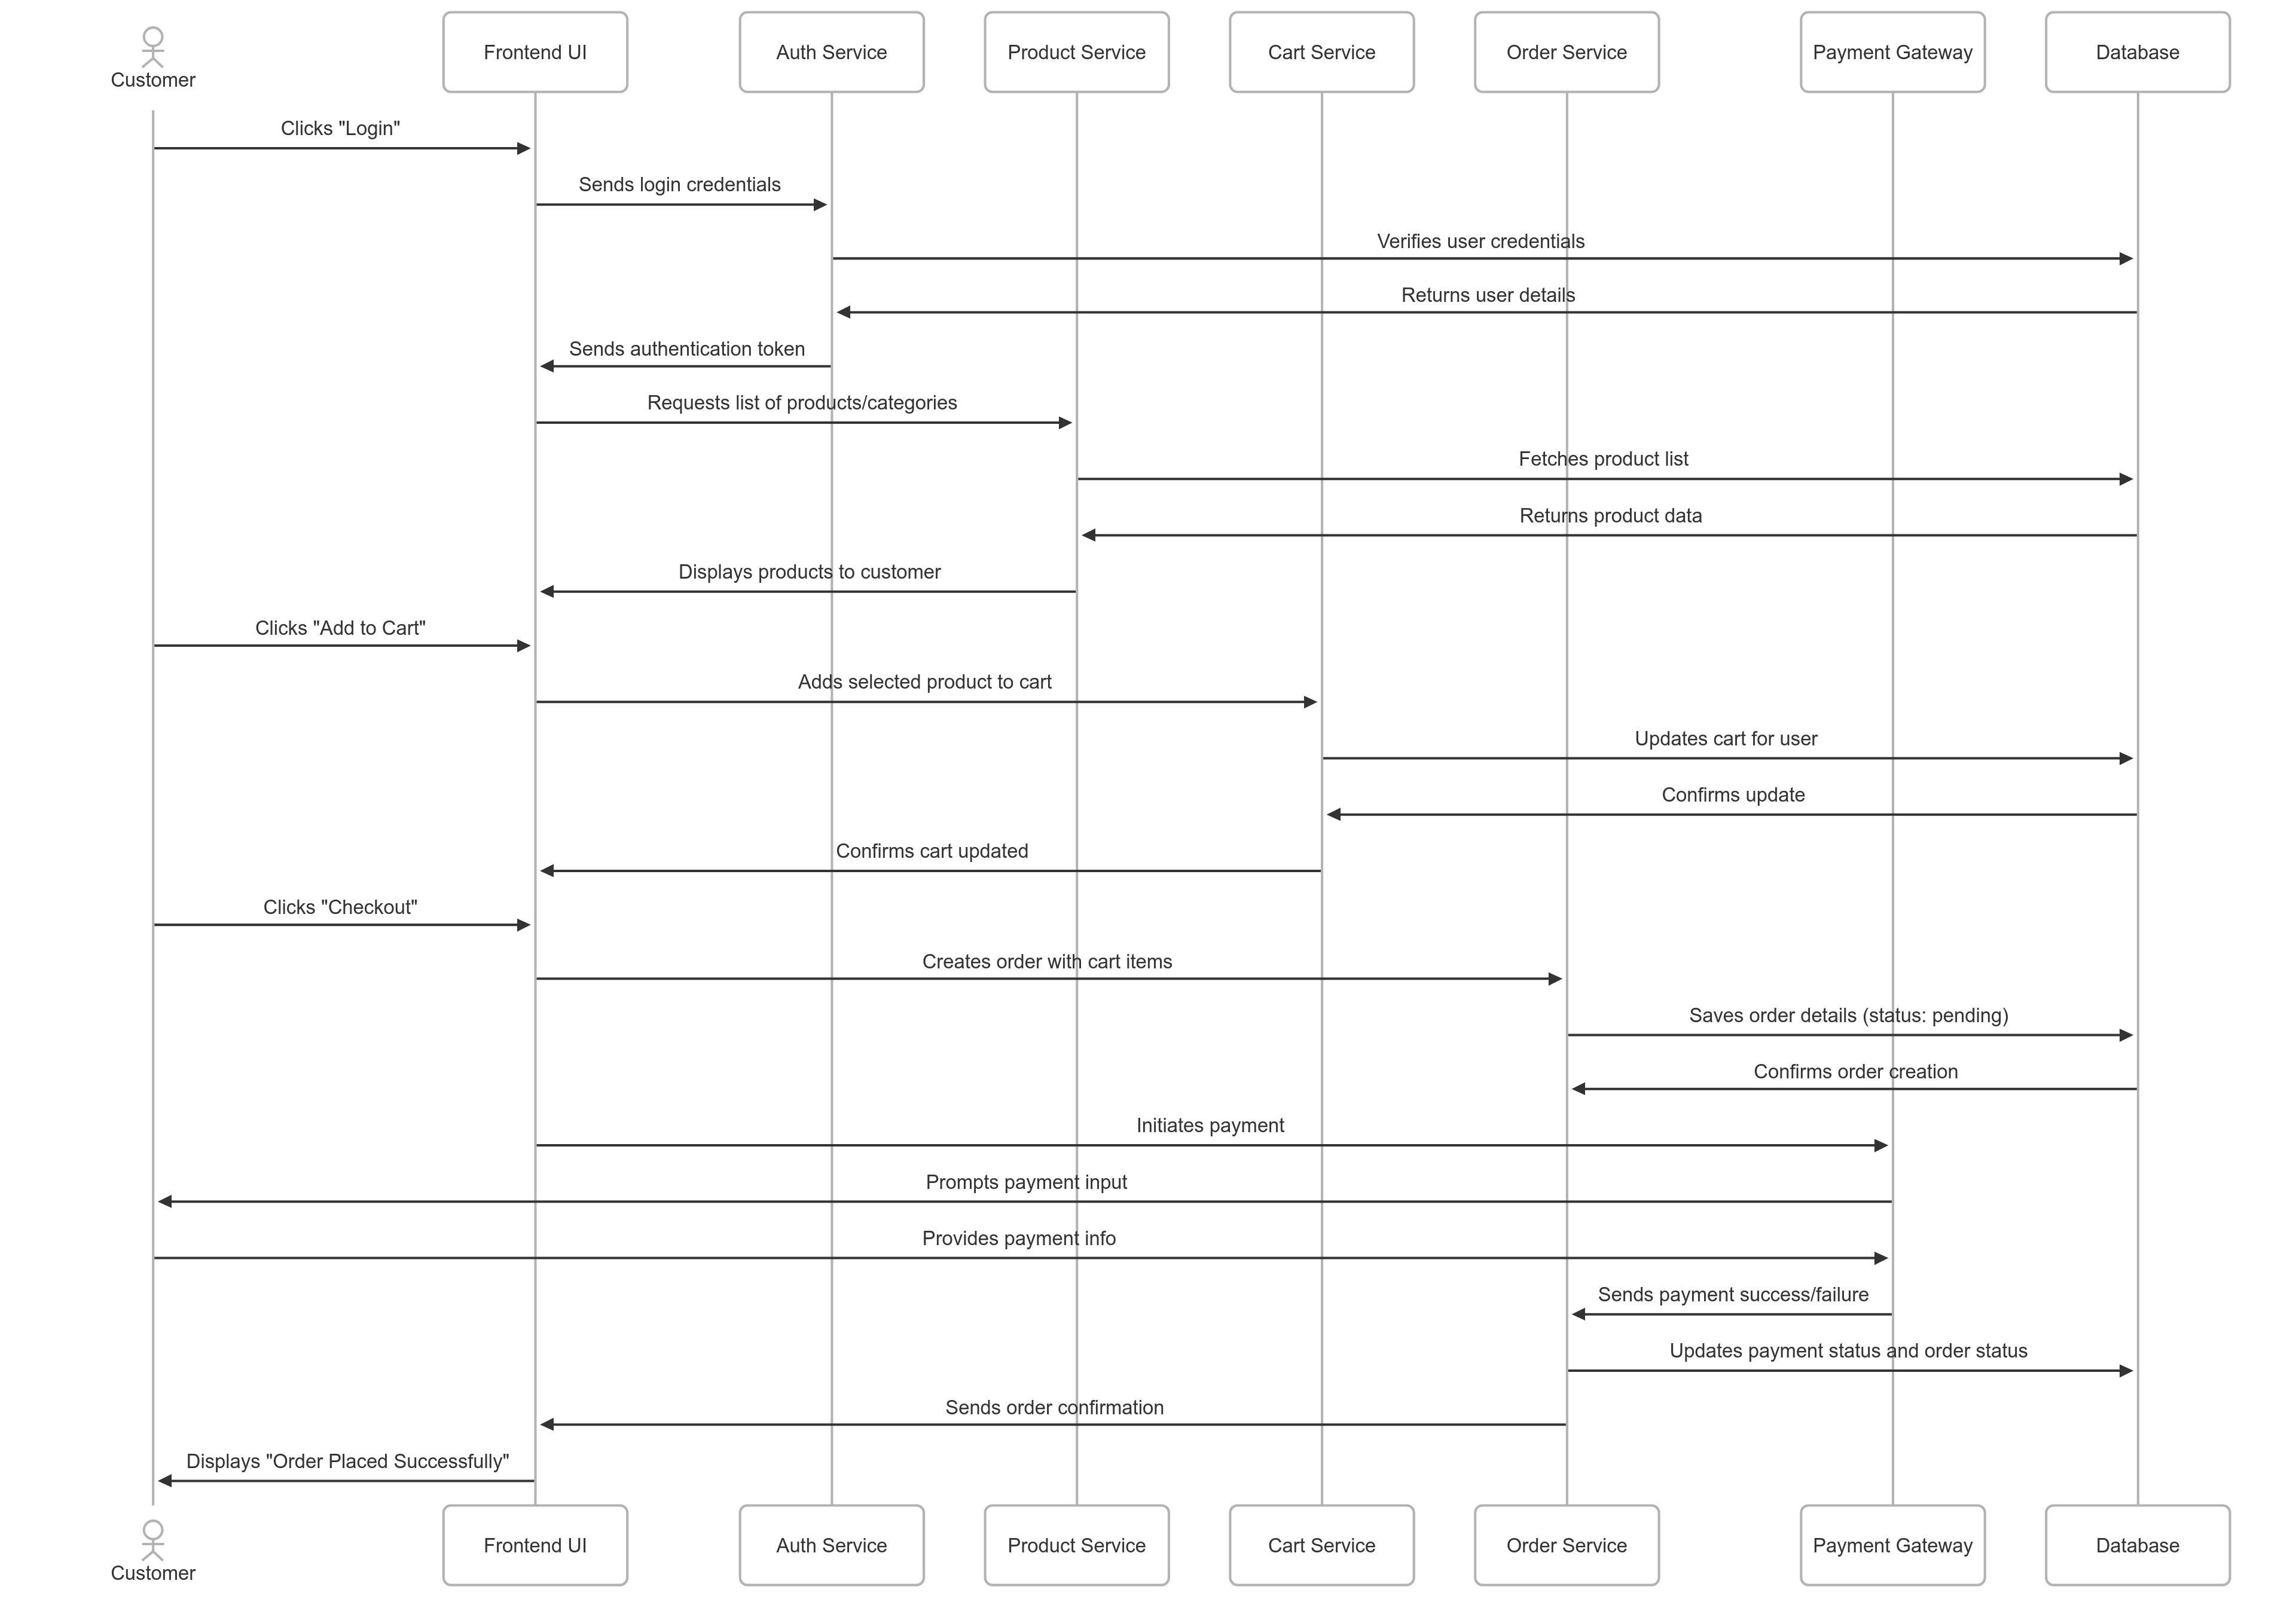 Customer
Frontend UI
Auth Service
Product Service
Cart Service
Order Service
Payment Gateway
Database
Clicks "Login"
Sends login credentials
Verifies user credentials
Returns user details
Sends authentication token
Requests list of products/categories
Fetches product list
Returns product data
Displays products to customer
Clicks "Add to Cart"
Adds selected product to cart
Updates cart for user
Confirms update
Confirms cart updated
Clicks "Checkout"
Creates order with cart items
Saves order details (status: pending)
Confirms order creation
Initiates payment
Prompts payment input
Provides payment info
Sends payment success/failure
Updates payment status and order status
Sends order confirmation
Displays "Order Placed Successfully"
Customer
Frontend UI
Auth Service
Product Service
Cart Service
Order Service
Payment Gateway
Database